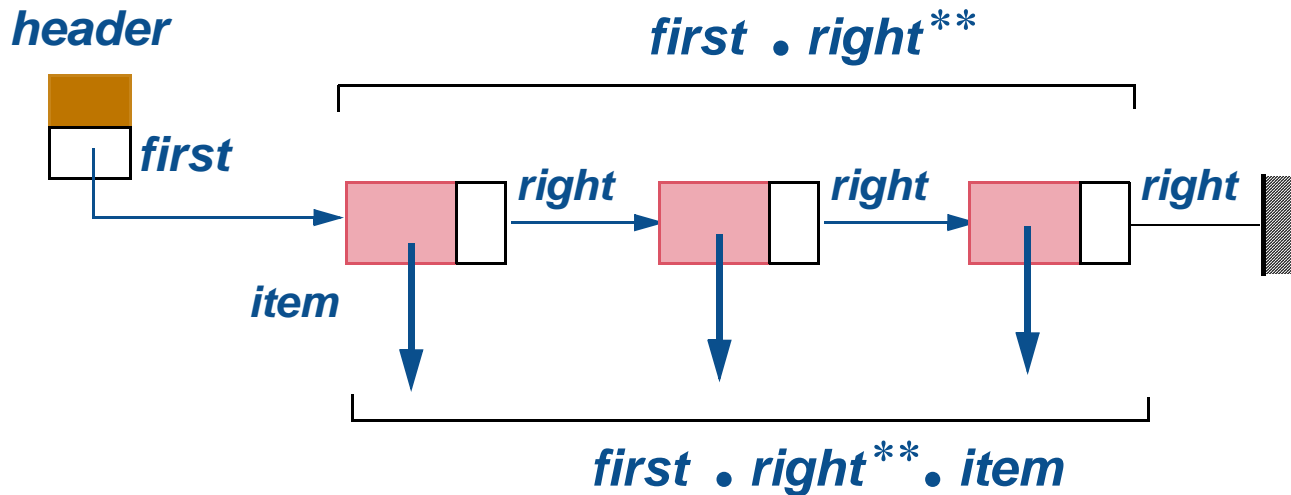 header
first . right**
first
right
right
right
item
first . right**. item